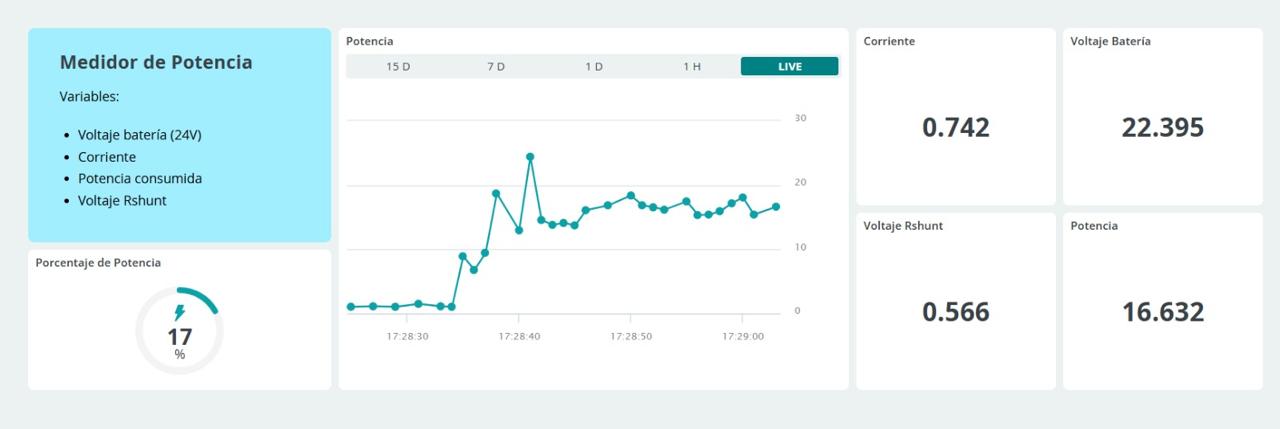 Medidor de Potencia
Variables:
• Voltaje batería (24V)
• Corriente
• Potencia consumida
• Voltaje Rshunt
Porcentaje de Potencia
17
%
Potencia
15 D 7 D 1 D 1 H LIVE
30
20
10
0
17:28:30 17:28:40 17:28:50 17:29:00
Corriente
0.742
Voltaje Batería
22.395
Voltaje Rshunt
0.566
Potencia
16.632